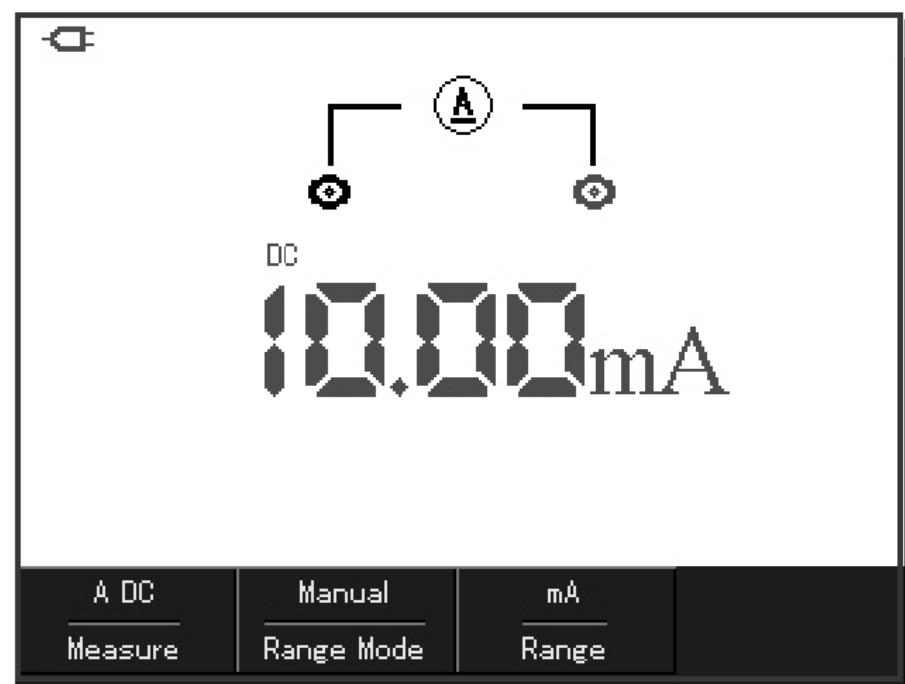 A
DC
10.00mA
A DC Manual mA
Measure Range Mode Range